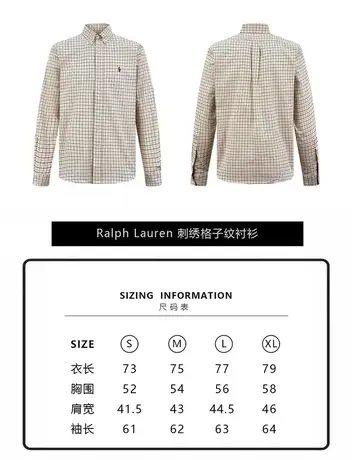 Ralph Lauren 刺绣格子纹衬衫
SIZING INFORMATION
尺码表
SIZE S M L XL
衣长 73 75 77 79
胸围 52 54 56 58
肩宽 41.5 43 44.5 46
袖长 61 62 63 64